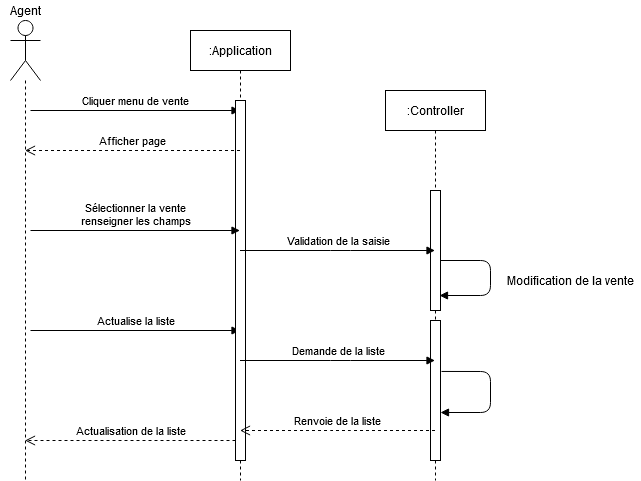 Agent
:Application
:Controller
Cliquer menu de vente
Afficher page
Sélectionner la vente
renseigner les champs
Validation de la saisie
Modification de la vente
Actualise la liste
Demande de la liste
Renvoie de la liste
Actualisation de la liste